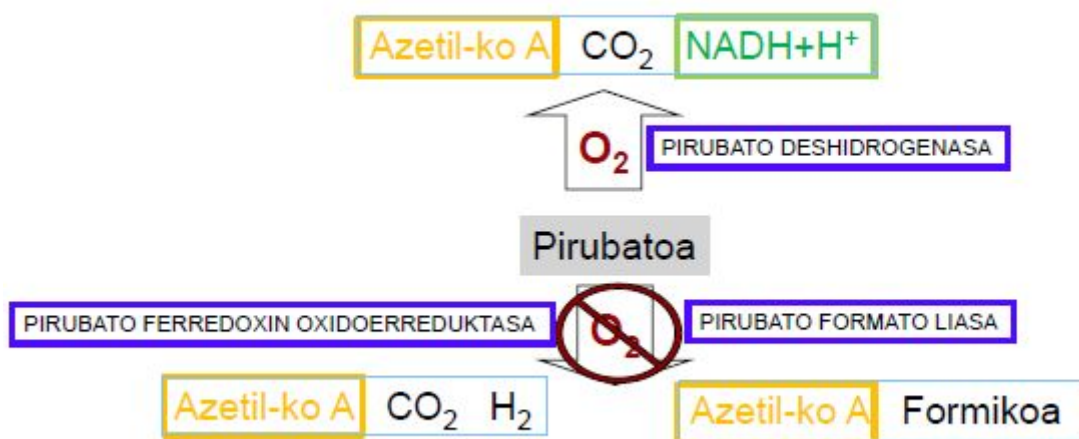 Azetil-ko A CO₂ NADH+H⁺
O₂ PIRUBATO DESHIDROGENASA
Pirubatoa
PIRUBATO FERREDOXIN OXIDOERREDUKTASA O₂ PIRUBATO FORMATO LIASA
Azetil-ko A CO₂ H₂ Azetil-ko A Formikoa